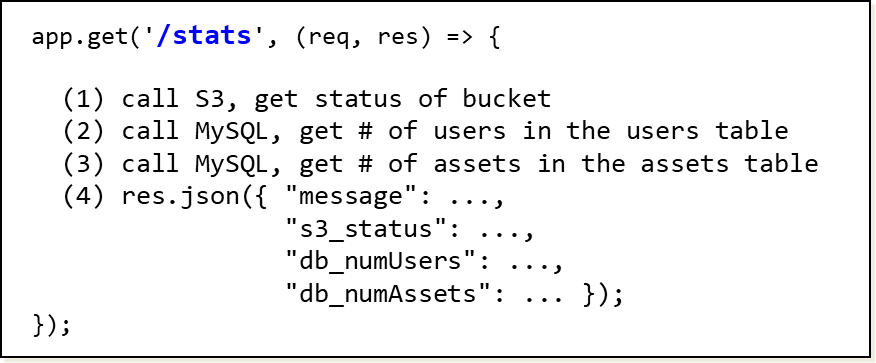 app.get('/stats', (req, res) => {
(1) call S3, get status of bucket
(2) call MySQL, get # of users in the users table
(3) call MySQL, get # of assets in the assets table
(4) res.json({ "message": ...,
"s3_status": ...,
"db_numUsers": ...,
"db_numAssets": ... });
});